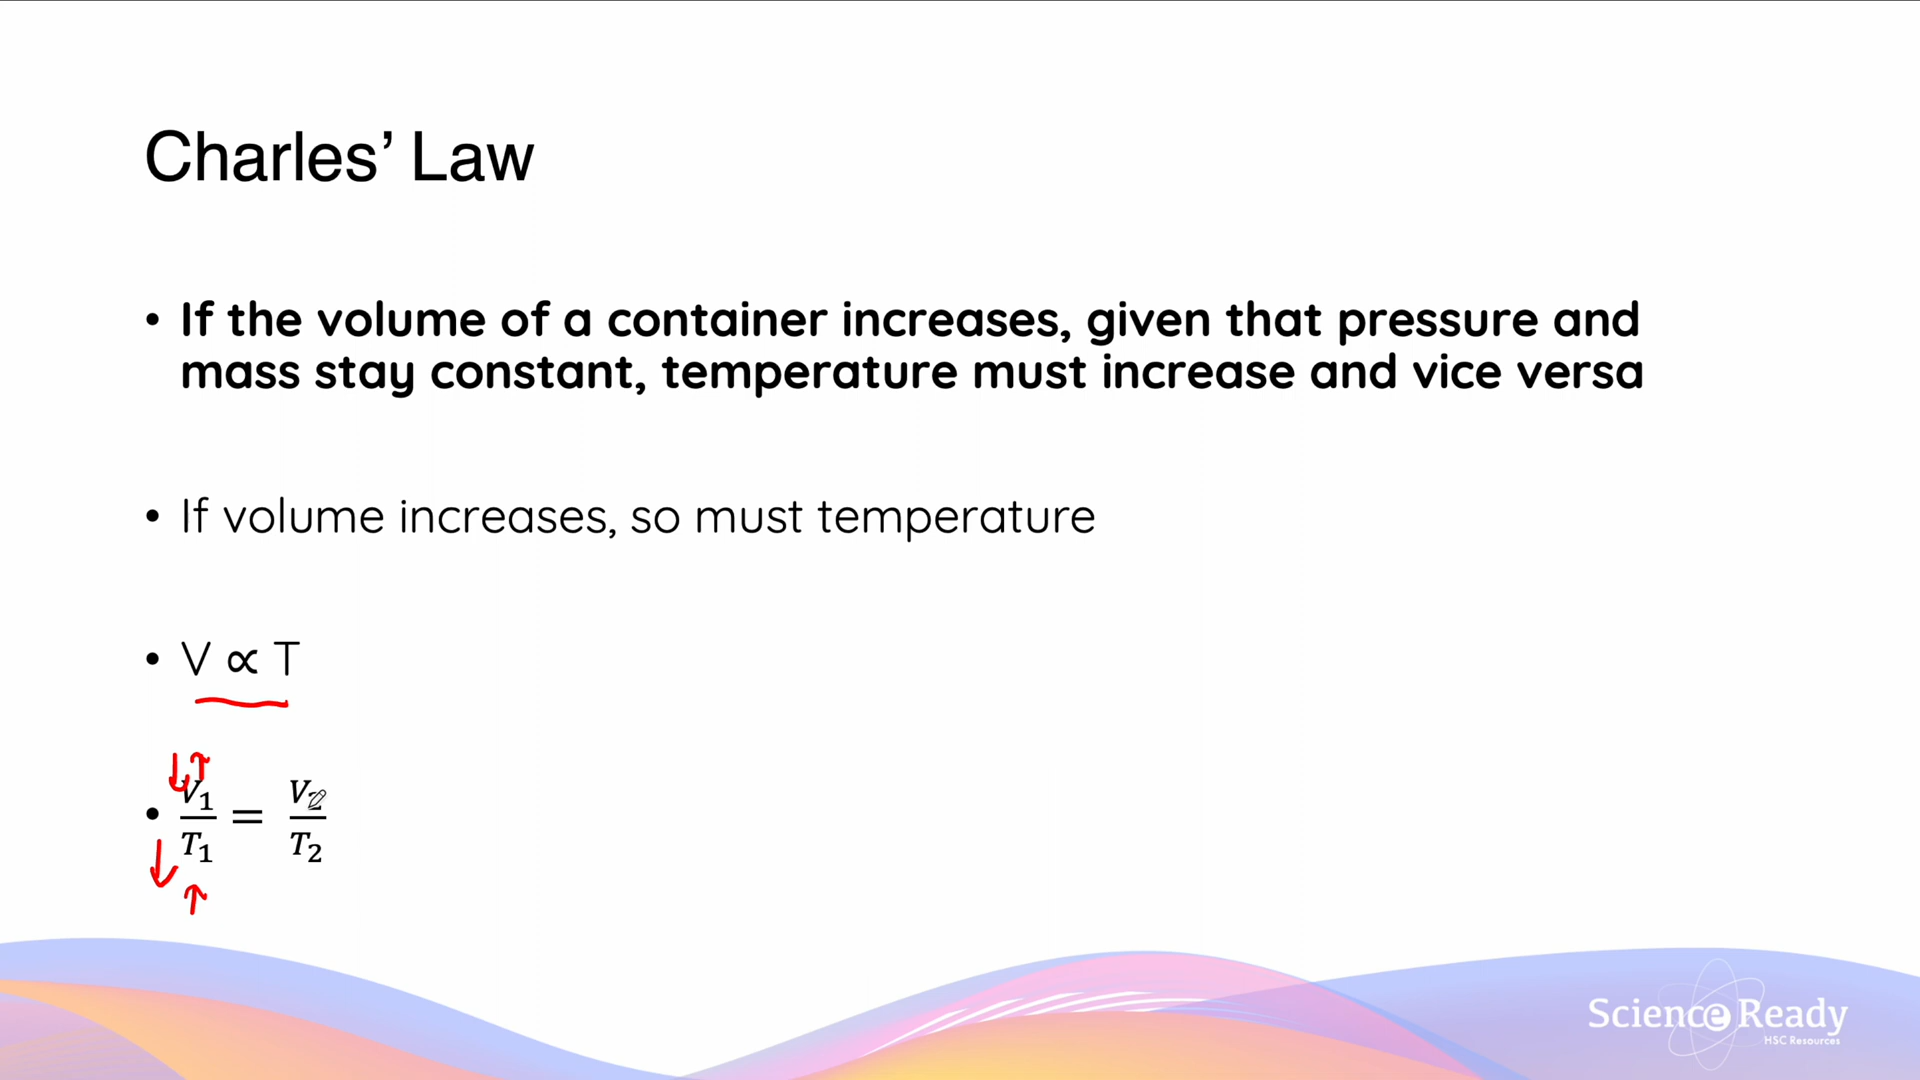 Charles’ Law
• If the volume of a container increases, given that pressure and
mass stay constant, temperature must increase and vice versa
• If volume increases, so must temperature
• V ∝ T
↓↑
• V₁/T₁ = V₂/T₂
↓
↑
Science Ready
HSC Resources